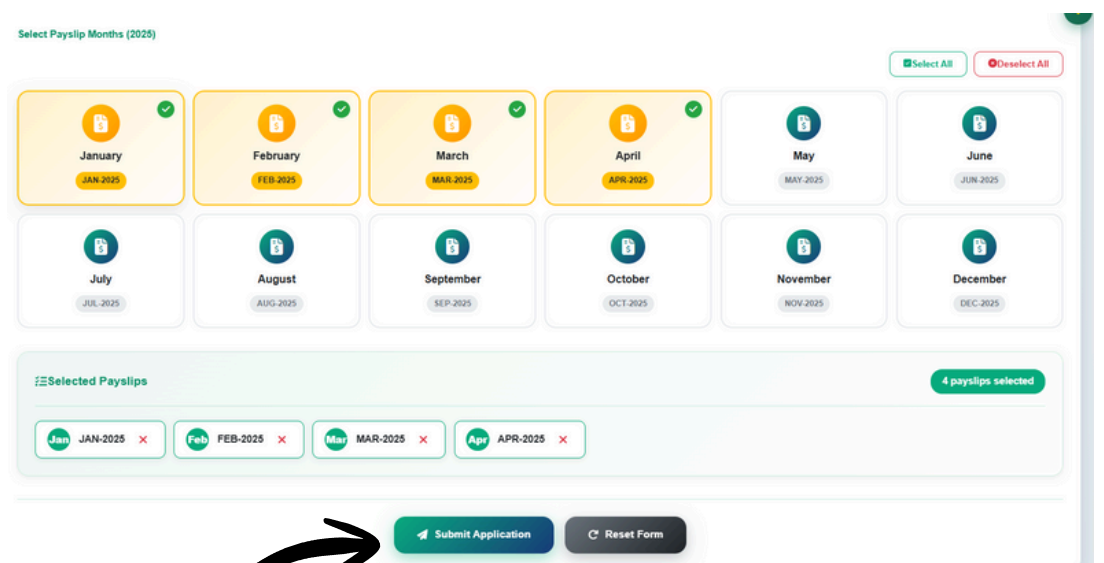 Select Payslip Months (2025)
Select All Deselect All
January February March April May June
JAN-2025 FEB-2025 MAR-2025 APR-2025 MAY-2025 JUN-2025
July August September October November December
JUL-2025 AUG-2025 SEP-2025 OCT-2025 NOV-2025 DEC-2025
Selected Payslips 4 payslips selected
Jan JAN-2025 Feb FEB-2025 Mar MAR-2025 Apr APR-2025
Submit Application Reset Form